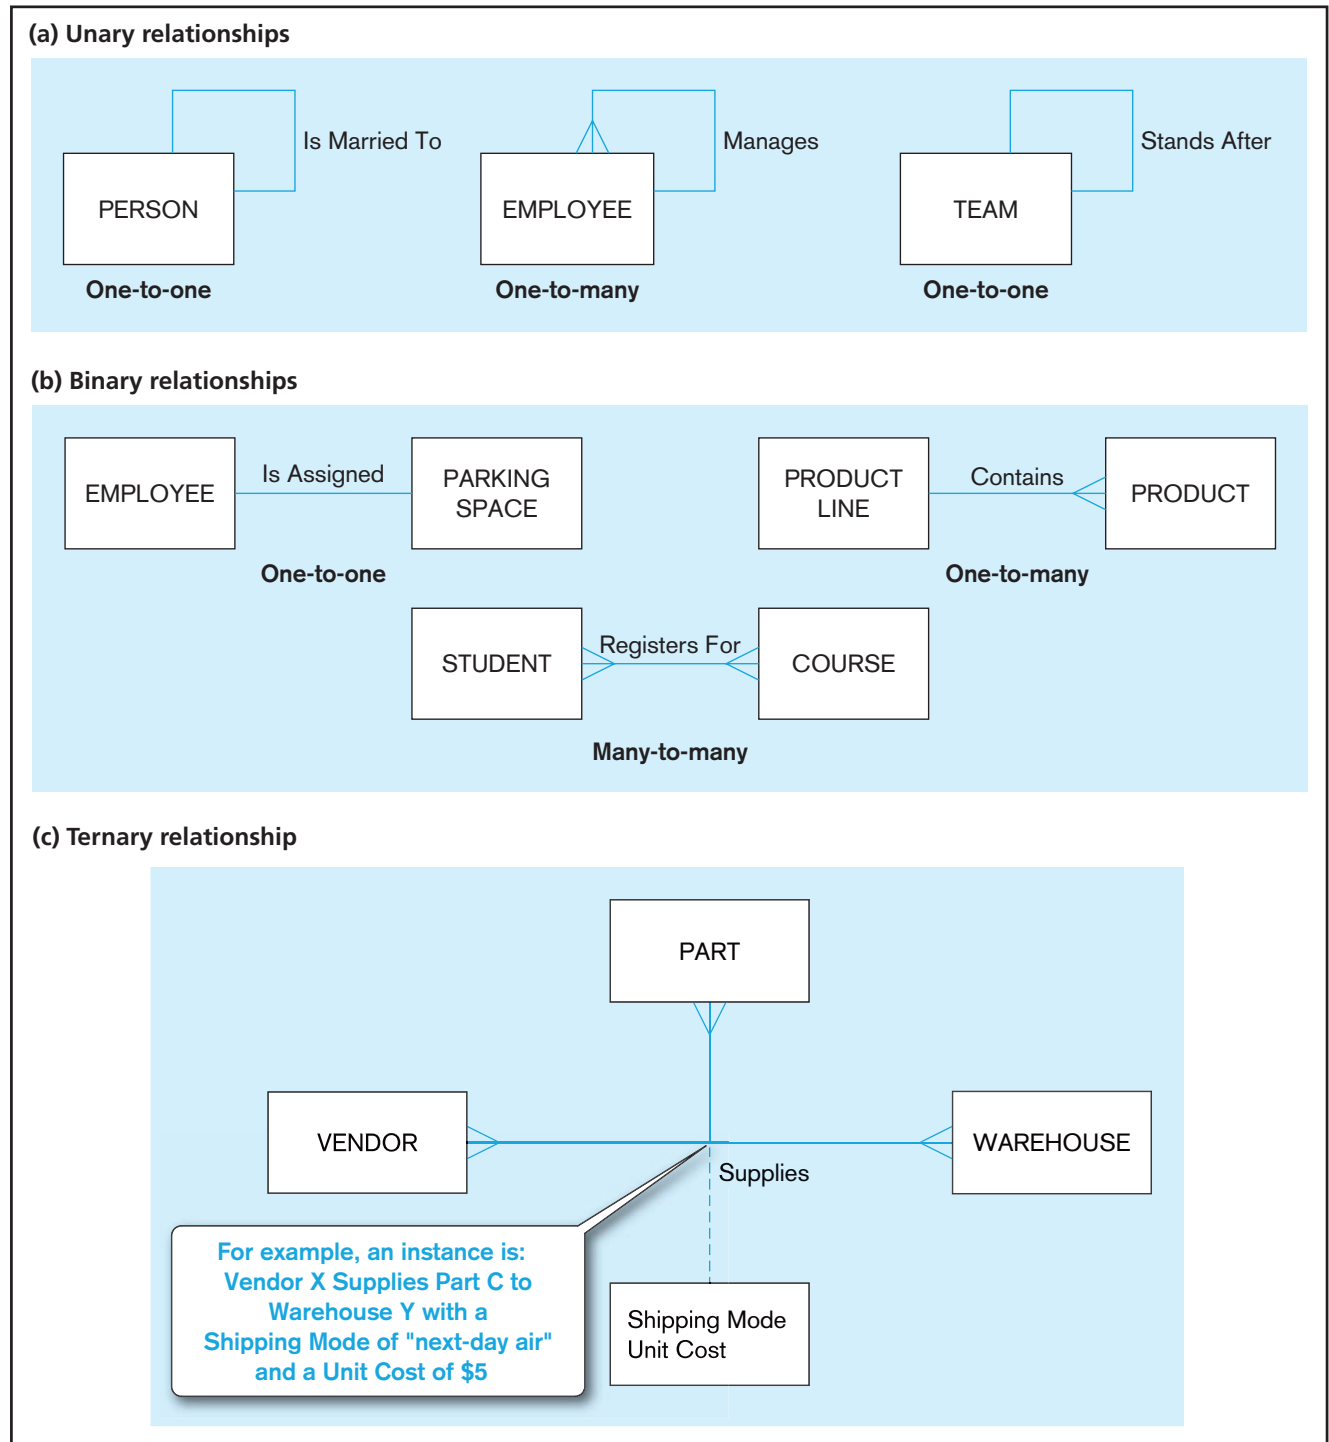 (a) Unary relationships
Is Married To
Manages
Stands After
PERSON
EMPLOYEE
TEAM
One-to-one
One-to-many
One-to-one
(b) Binary relationships
EMPLOYEE
Is Assigned
PARKING
SPACE
One-to-one
PRODUCT
LINE
Contains
PRODUCT
One-to-many
STUDENT
Registers For
COURSE
Many-to-many
(c) Ternary relationship
PART
VENDOR
WAREHOUSE
Supplies
For example, an instance is:
Vendor X Supplies Part C to
Warehouse Y with a
Shipping Mode of "next-day air"
and a Unit Cost of $5
Shipping Mode
Unit Cost